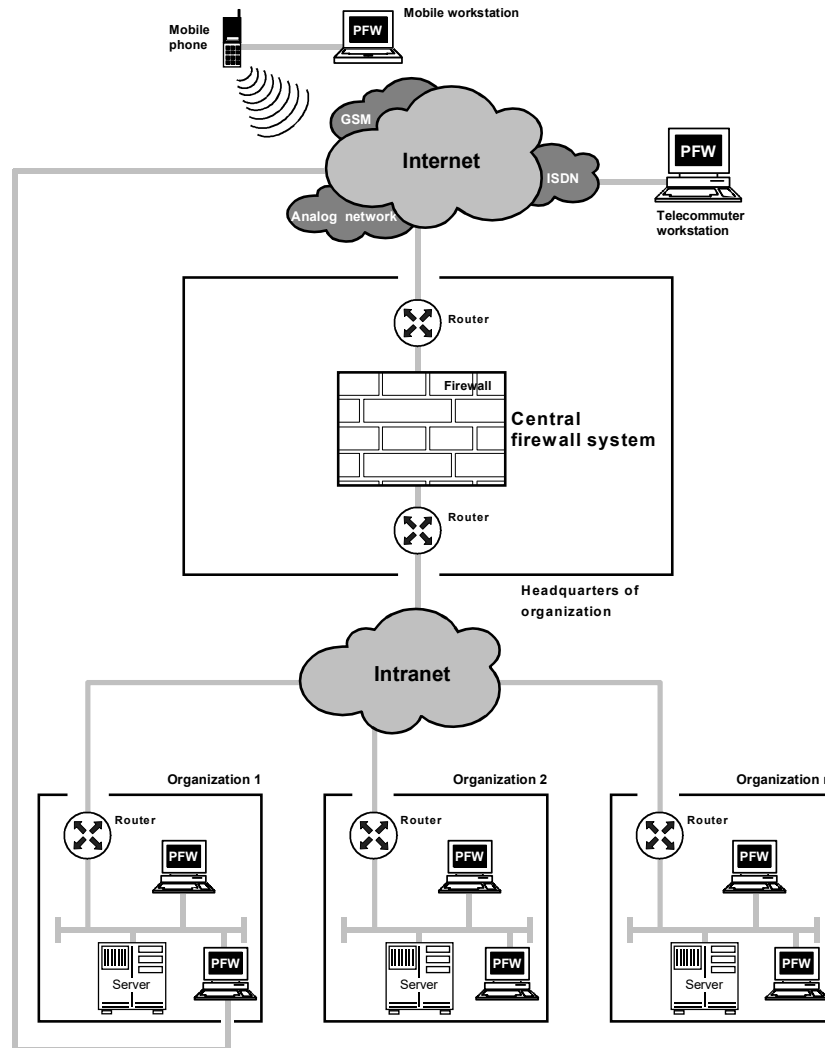 Mobile workstation
Mobile
phone
PFW
GSM
Internet
ISDN
PFW
Analog network
Telecommuter
workstation
Router
Firewall
Central
firewall system
Router
Headquarters of
organization
Intranet
Organization 1
Organization 2
Organization
Router
Router
Router
PFW
PFW
PFW
Server
PFW
Server
PFW
Server
PFW